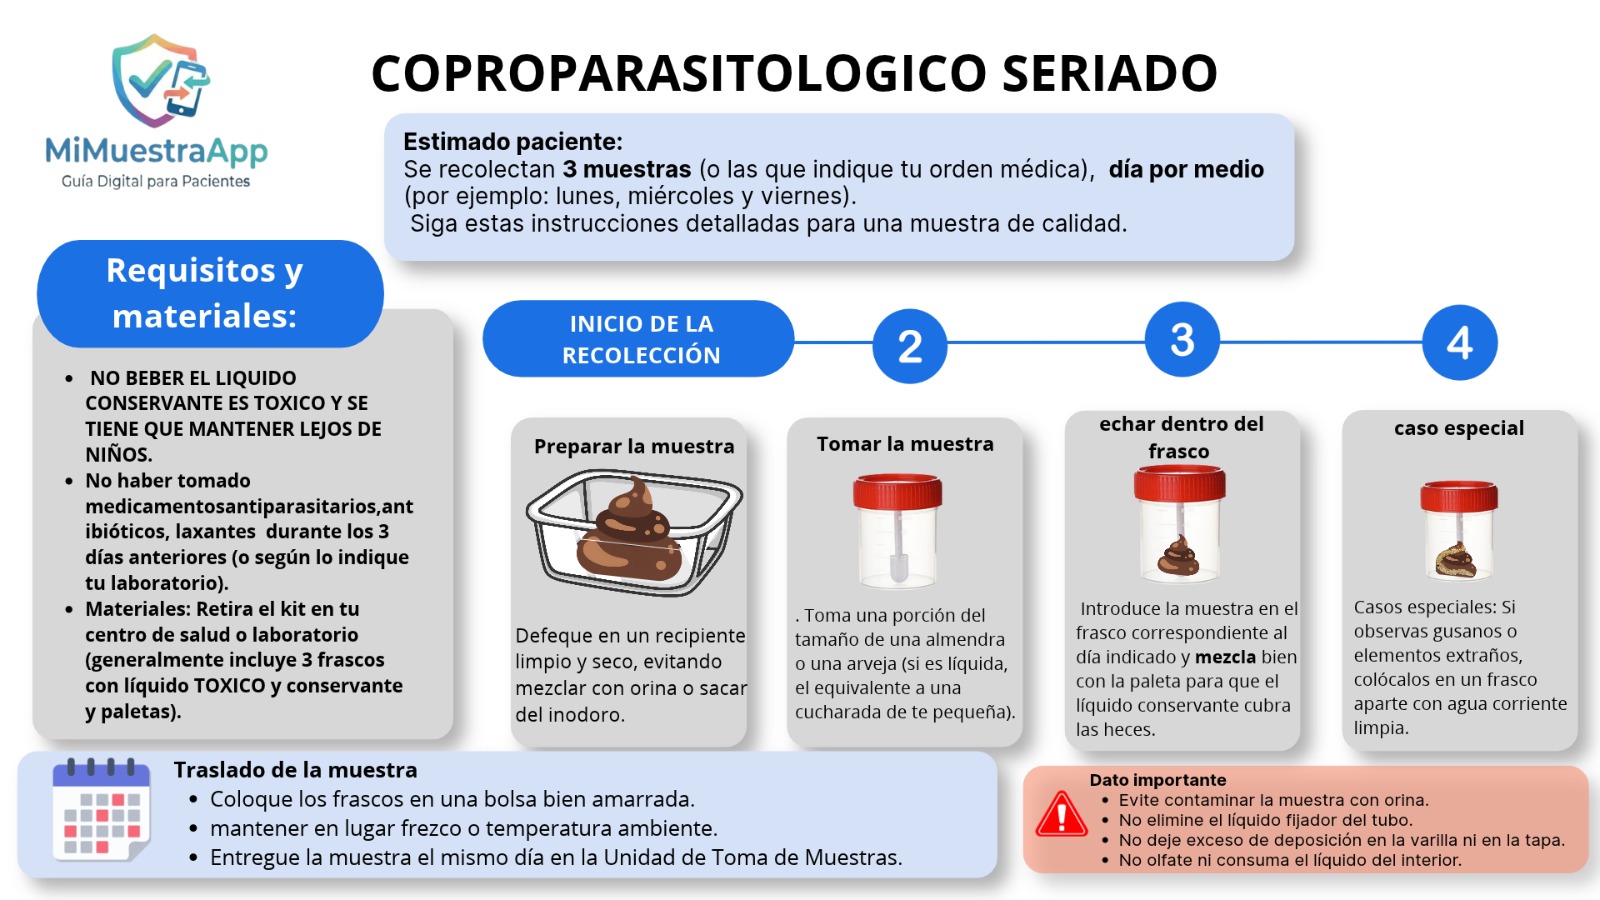 MiMuestraApp
Guía Digital para Pacientes
COPROPARASITOLOGICO SERIADO
Estimado paciente:
Se recolectan 3 muestras (o las que indique tu orden médica), día por medio
(por ejemplo: lunes, miércoles y viernes).
Siga estas instrucciones detalladas para una muestra de calidad.
Requisitos y
materiales:
• NO BEBER EL LIQUIDO
CONSERVANTE ES TOXICO Y SE
TIENE QUE MANTENER LEJOS DE
NIÑOS.
• No haber tomado
medicamentosantiparasitarios,ant
ibióticos, laxantes durante los 3
días anteriores (o según lo indique
tu laboratorio).
• Materiales: Retira el kit en tu
centro de salud o laboratorio
(generalmente incluye 3 frascos
con líquido TOXICO y conservante
y paletas).
INICIO DE LA
RECOLECCIÓN
Preparar la muestra
Defeque en un recipiente
limpio y seco, evitando
mezclar con orina o sacar
del inodoro.
2
Tomar la muestra
. Toma una porción del
tamaño de una almendra
o una arveja (si es líquida,
el equivalente a una
cucharada de te pequeña).
3
echar dentro del
frasco
Introduce la muestra en el
frasco correspondiente al
día indicado y mezcla bien
con la paleta para que el
líquido conservante cubra
las heces.
4
caso especial
Casos especiales: Si
observas gusanos o
elementos extraños,
colócalos en un frasco
aparte con agua corriente
limpia.
Traslado de la muestra
• Coloque los frascos en una bolsa bien amarrada.
• mantener en lugar frezco o temperatura ambiente.
• Entregue la muestra el mismo día en la Unidad de Toma de Muestras.
Dato importante
• Evite contaminar la muestra con orina.
• No elimine el líquido fijador del tubo.
• No deje exceso de deposición en la varilla ni en la tapa.
• No olfate ni consuma el líquido del interior.